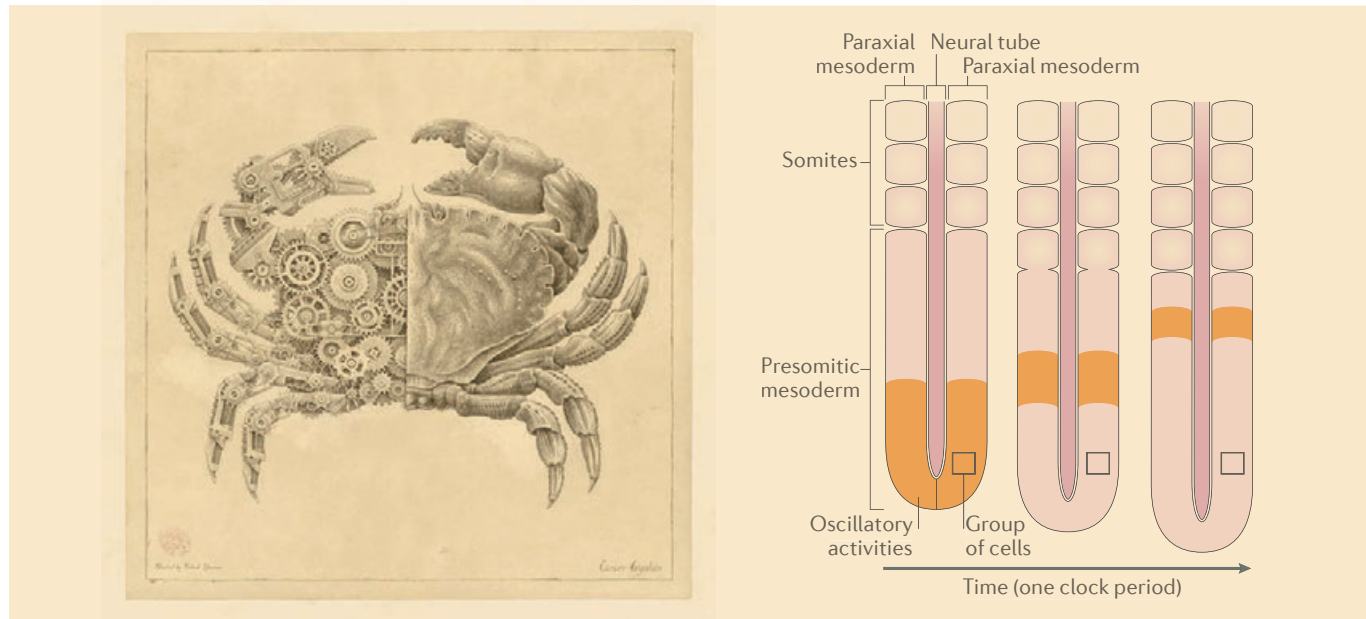 Paraxial
mesoderm
Neural tube
Paraxial mesoderm
Somites
Presomitic
mesoderm
Oscillatory
activities
Group
of cells
Time (one clock period)